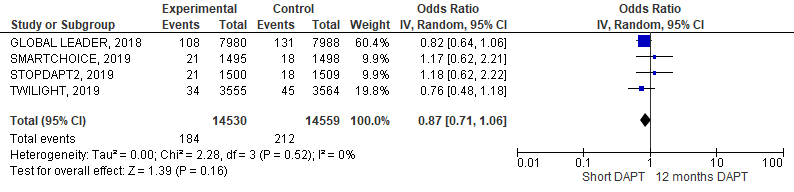 Experimental Control Odds Ratio Odds Ratio
Study or Subgroup Events Total Events Total Weight IV, Random, 95% CI IV, Random, 95% CI
GLOBAL LEADER, 2018 108 7980 131 7988 60.4% 0.82 [0.64, 1.06]
SMARTCHOICE, 2019 21 1495 18 1498 9.9% 1.17 [0.62, 2.21]
STOPDAPT2, 2019 21 1500 18 1509 9.9% 1.18 [0.62, 2.22]
TWILIGHT, 2019 34 3555 45 3564 19.8% 0.76 [0.48, 1.18]
Total (95% CI) 14530 14559 100.0% 0.87 [0.71, 1.06]
Total events 184 212
Heterogeneity: Tau² = 0.00; Chi² = 2.28, df = 3 (P = 0.52); I² = 0%
Test for overall effect: Z = 1.39 (P = 0.16)
0.01 0.1 1 10 100
Short DAPT 12 months DAPT